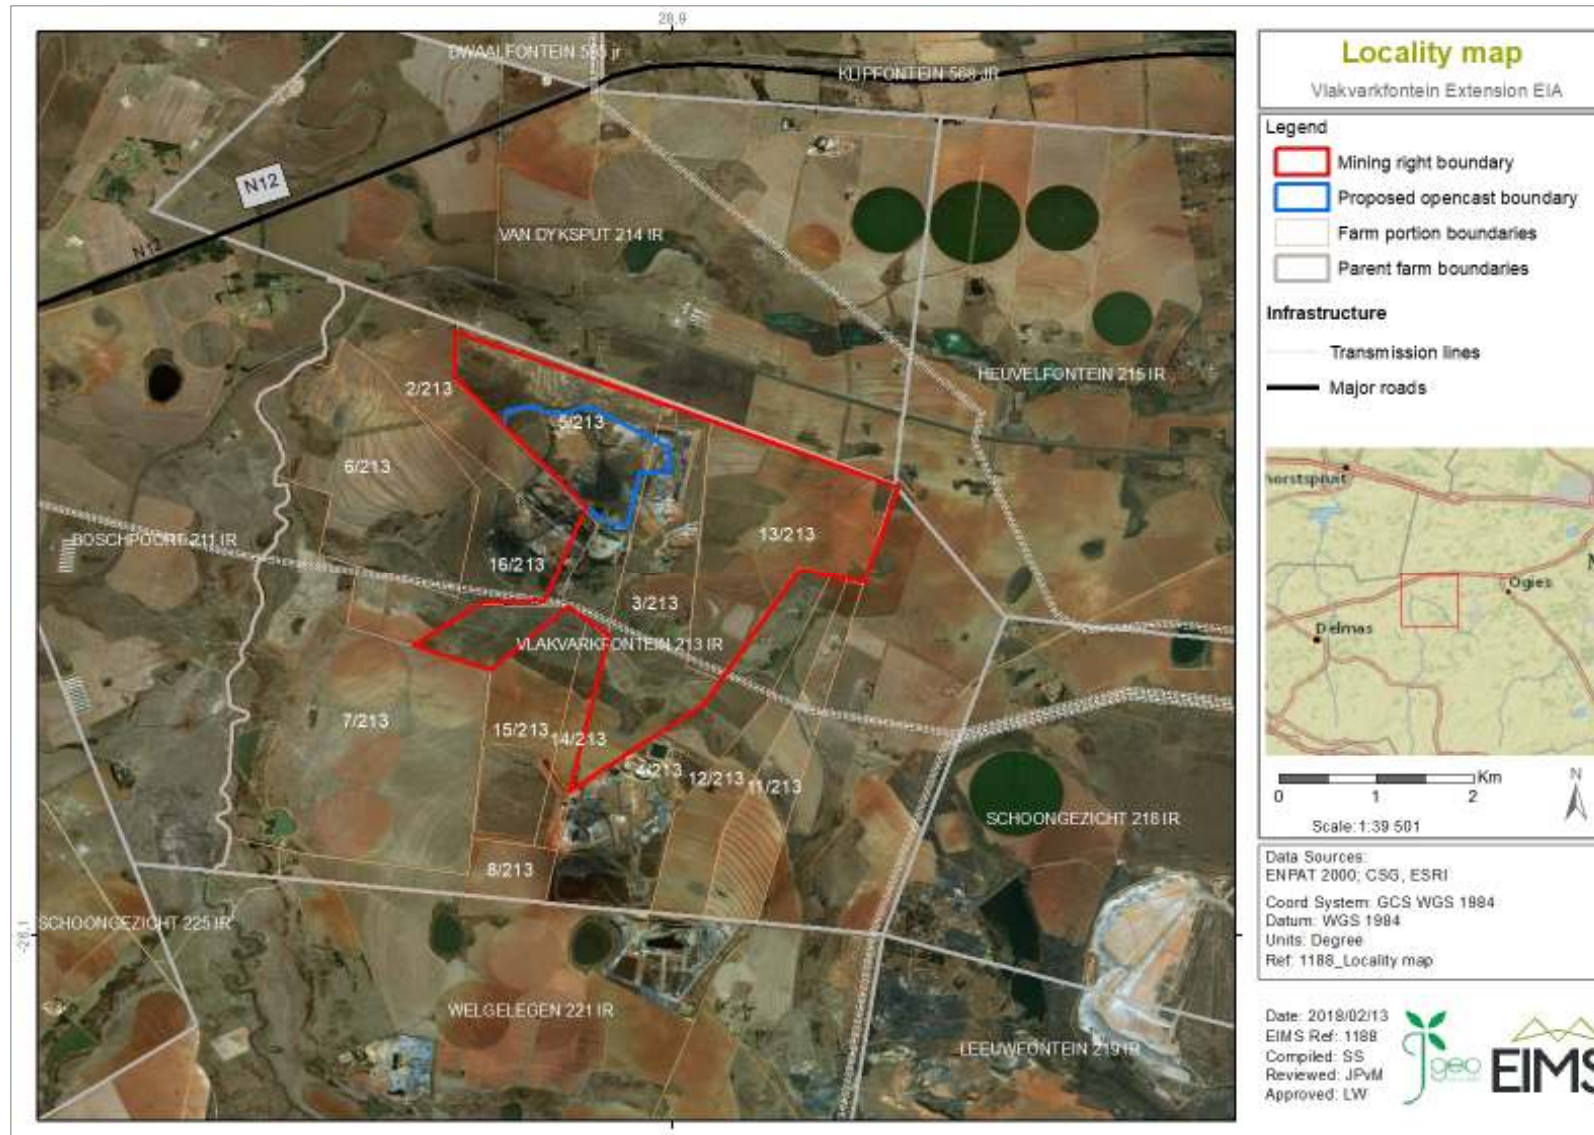 28.9
DWAALFONTEIN 565 jr
KLIPFONTEIN 568 JR
N12
N12
VAN DYKSPUT 214 IR
HEUVELFONTEIN 215 IR
2/213
5/213
6/213
13/213
BOSCHPOORT 211 IR
16/213
3/213
VLAKVARKFONTEIN 213 IR
7/213
15/213
14/213
4/213
12/213
11/213
SCHOONGEZICHT 218 IR
8/213
SCHOONGEZICHT 225 IR
-26.1
WELGELEGEN 221 IR
LEEUWFONTEIN 219 IR
Locality map
Vlakvarkfontein Extension EIA
Legend
Mining right boundary
Proposed opencast boundary
Farm portion boundaries
Parent farm boundaries
Infrastructure
Transmission lines
Major roads
Ogies
Delmas
Km
0 1 2
N
Scale:1:39 501
Data Sources:
ENPAT 2000; CSG, ESRI
Coord System: GCS WGS 1984
Datum: WGS 1984
Units: Degree
Ref: 1188_Locality map
Date: 2018/02/13
EIMS Ref: 1188
Compiled: SS
Reviewed: JPvM
Approved: LW
geo
EIMS